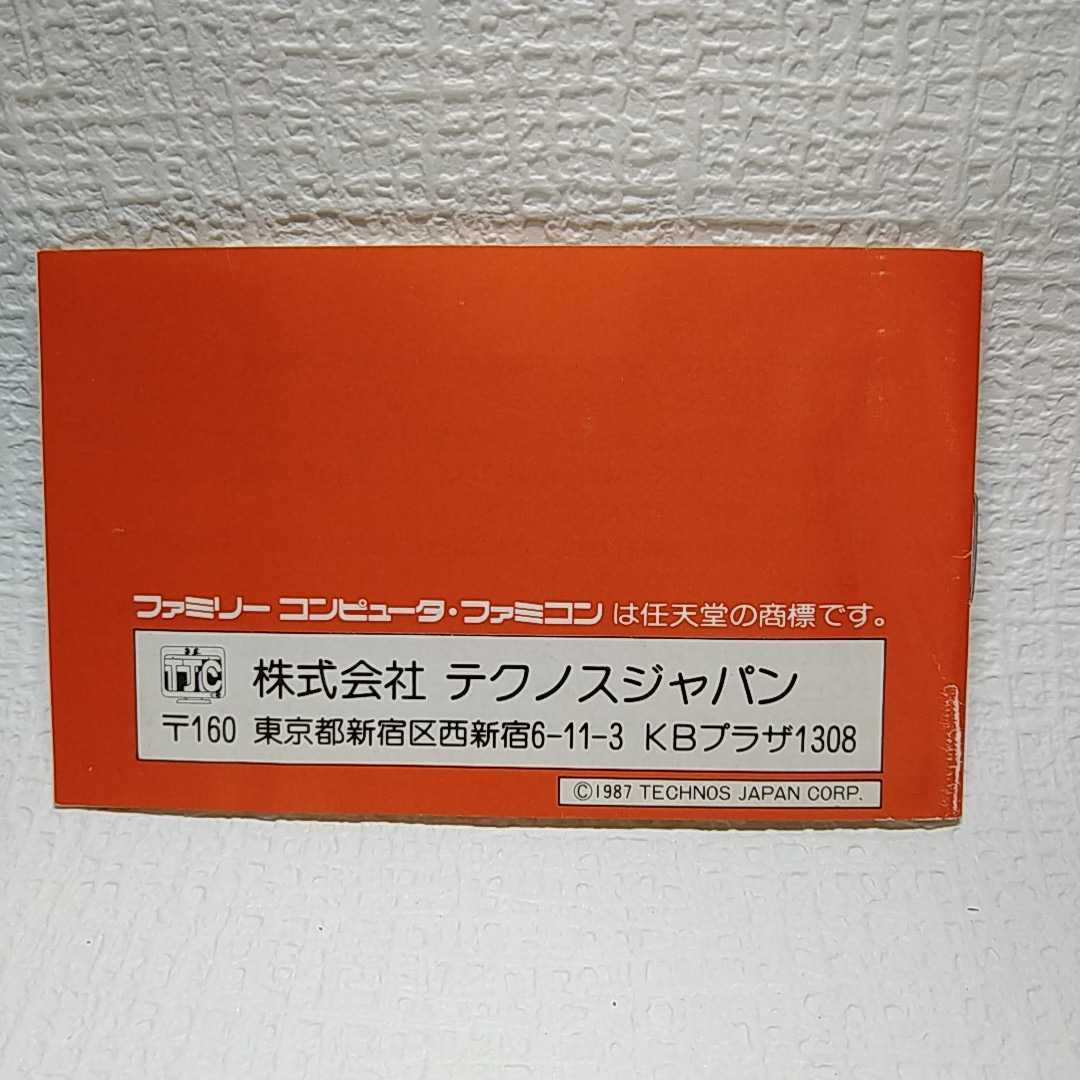 ファミリー コンピュータ・ファミコン は任天堂の商標です。
TJC 株式会社 テクノスジャパン
〒160 東京都新宿区西新宿6-11-3 KBプラザ1308
©1987 TECHNOS JAPAN CORP.